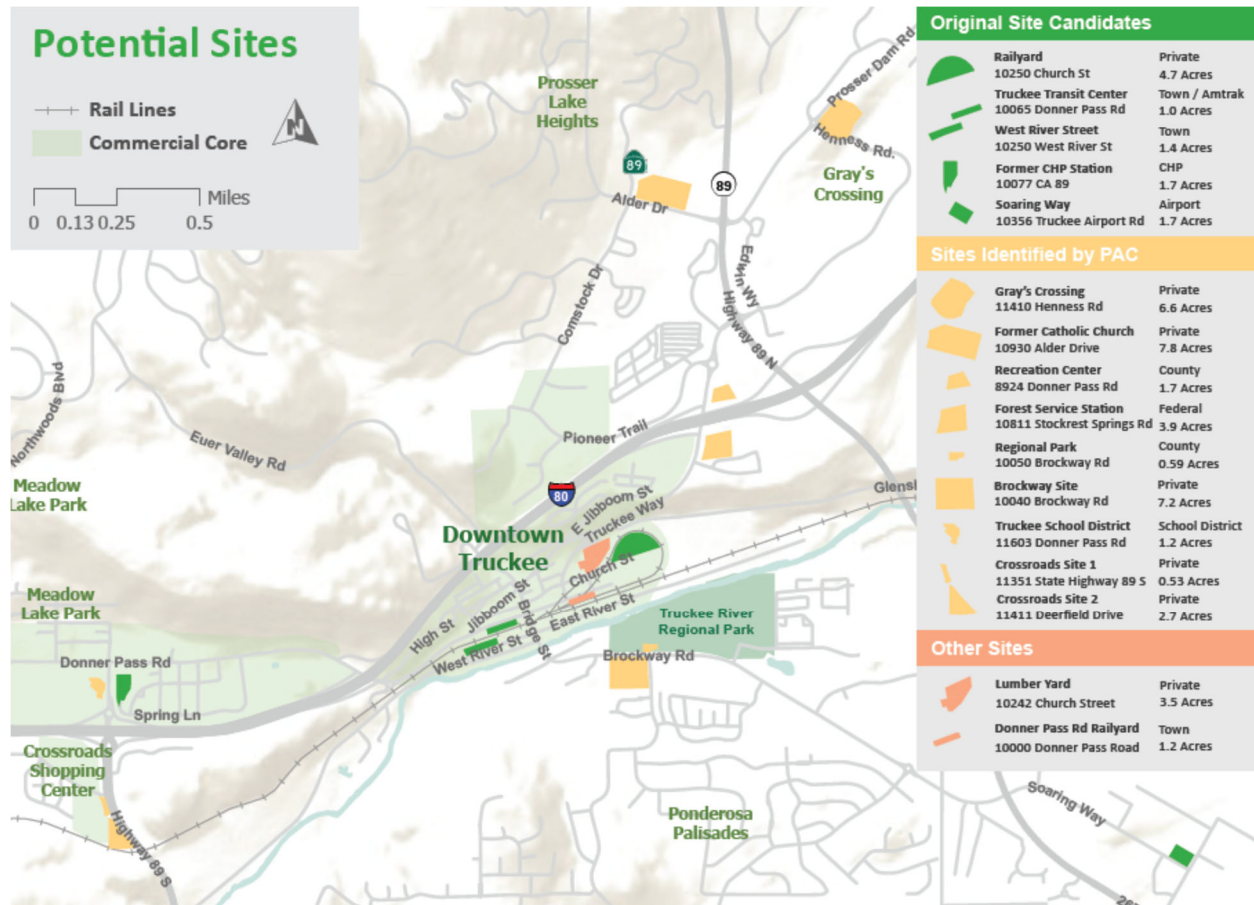 Potential Sites
Rail Lines
Commercial Core
N
Miles
0 0.13 0.25 0.5
Original Site Candidates
Railyard Private
10250 Church St 4.7 Acres
Truckee Transit Center Town / Amtrak
10065 Donner Pass Rd 1.0 Acres
West River Street Town
10250 West River St 1.4 Acres
Former CHP Station CHP
10077 CA 89 1.7 Acres
Soaring Way Airport
10356 Truckee Airport Rd 1.7 Acres
Sites Identified by PAC
Gray's Crossing Private
11410 Henness Rd 6.6 Acres
Former Catholic Church Private
10930 Alder Drive 7.8 Acres
Recreation Center County
8924 Donner Pass Rd 1.7 Acres
Forest Service Station Federal
10811 Stockrest Springs Rd 3.9 Acres
Regional Park County
10050 Brockway Rd 0.59 Acres
Brockway Site Private
10040 Brockway Rd 7.2 Acres
Truckee School District School District
11603 Donner Pass Rd 1.2 Acres
Crossroads Site 1 Private
11351 State Highway 89 S 0.53 Acres
Crossroads Site 2 Private
11411 Deerfield Drive 2.7 Acres
Other Sites
Lumber Yard Private
10242 Church Street 3.5 Acres
Donner Pass Rd Railyard Town
10000 Donner Pass Road 1.2 Acres
Prosser
Lake
Heights
Prosser Dam Rd.
Henness Rd.
Gray's
Crossing
89
89
Alder Dr
Edwin Wy
Highway 89 N
Comstock Dr
Northwoods Blvd
Euer Valley Rd
Pioneer Trail
Meadow
Lake Park
80
E Jibboom St
Truckee Way
Glensh
Downtown
Truckee
Church St
Meadow
Lake Park
High St
Jibboom St
Bridge St
East River St
West River St
Truckee River
Regional Park
Brockway Rd
Donner Pass Rd
Spring Ln
Crossroads
Shopping
Center
Highway 89 S
Ponderosa
Palisades
Soaring Way